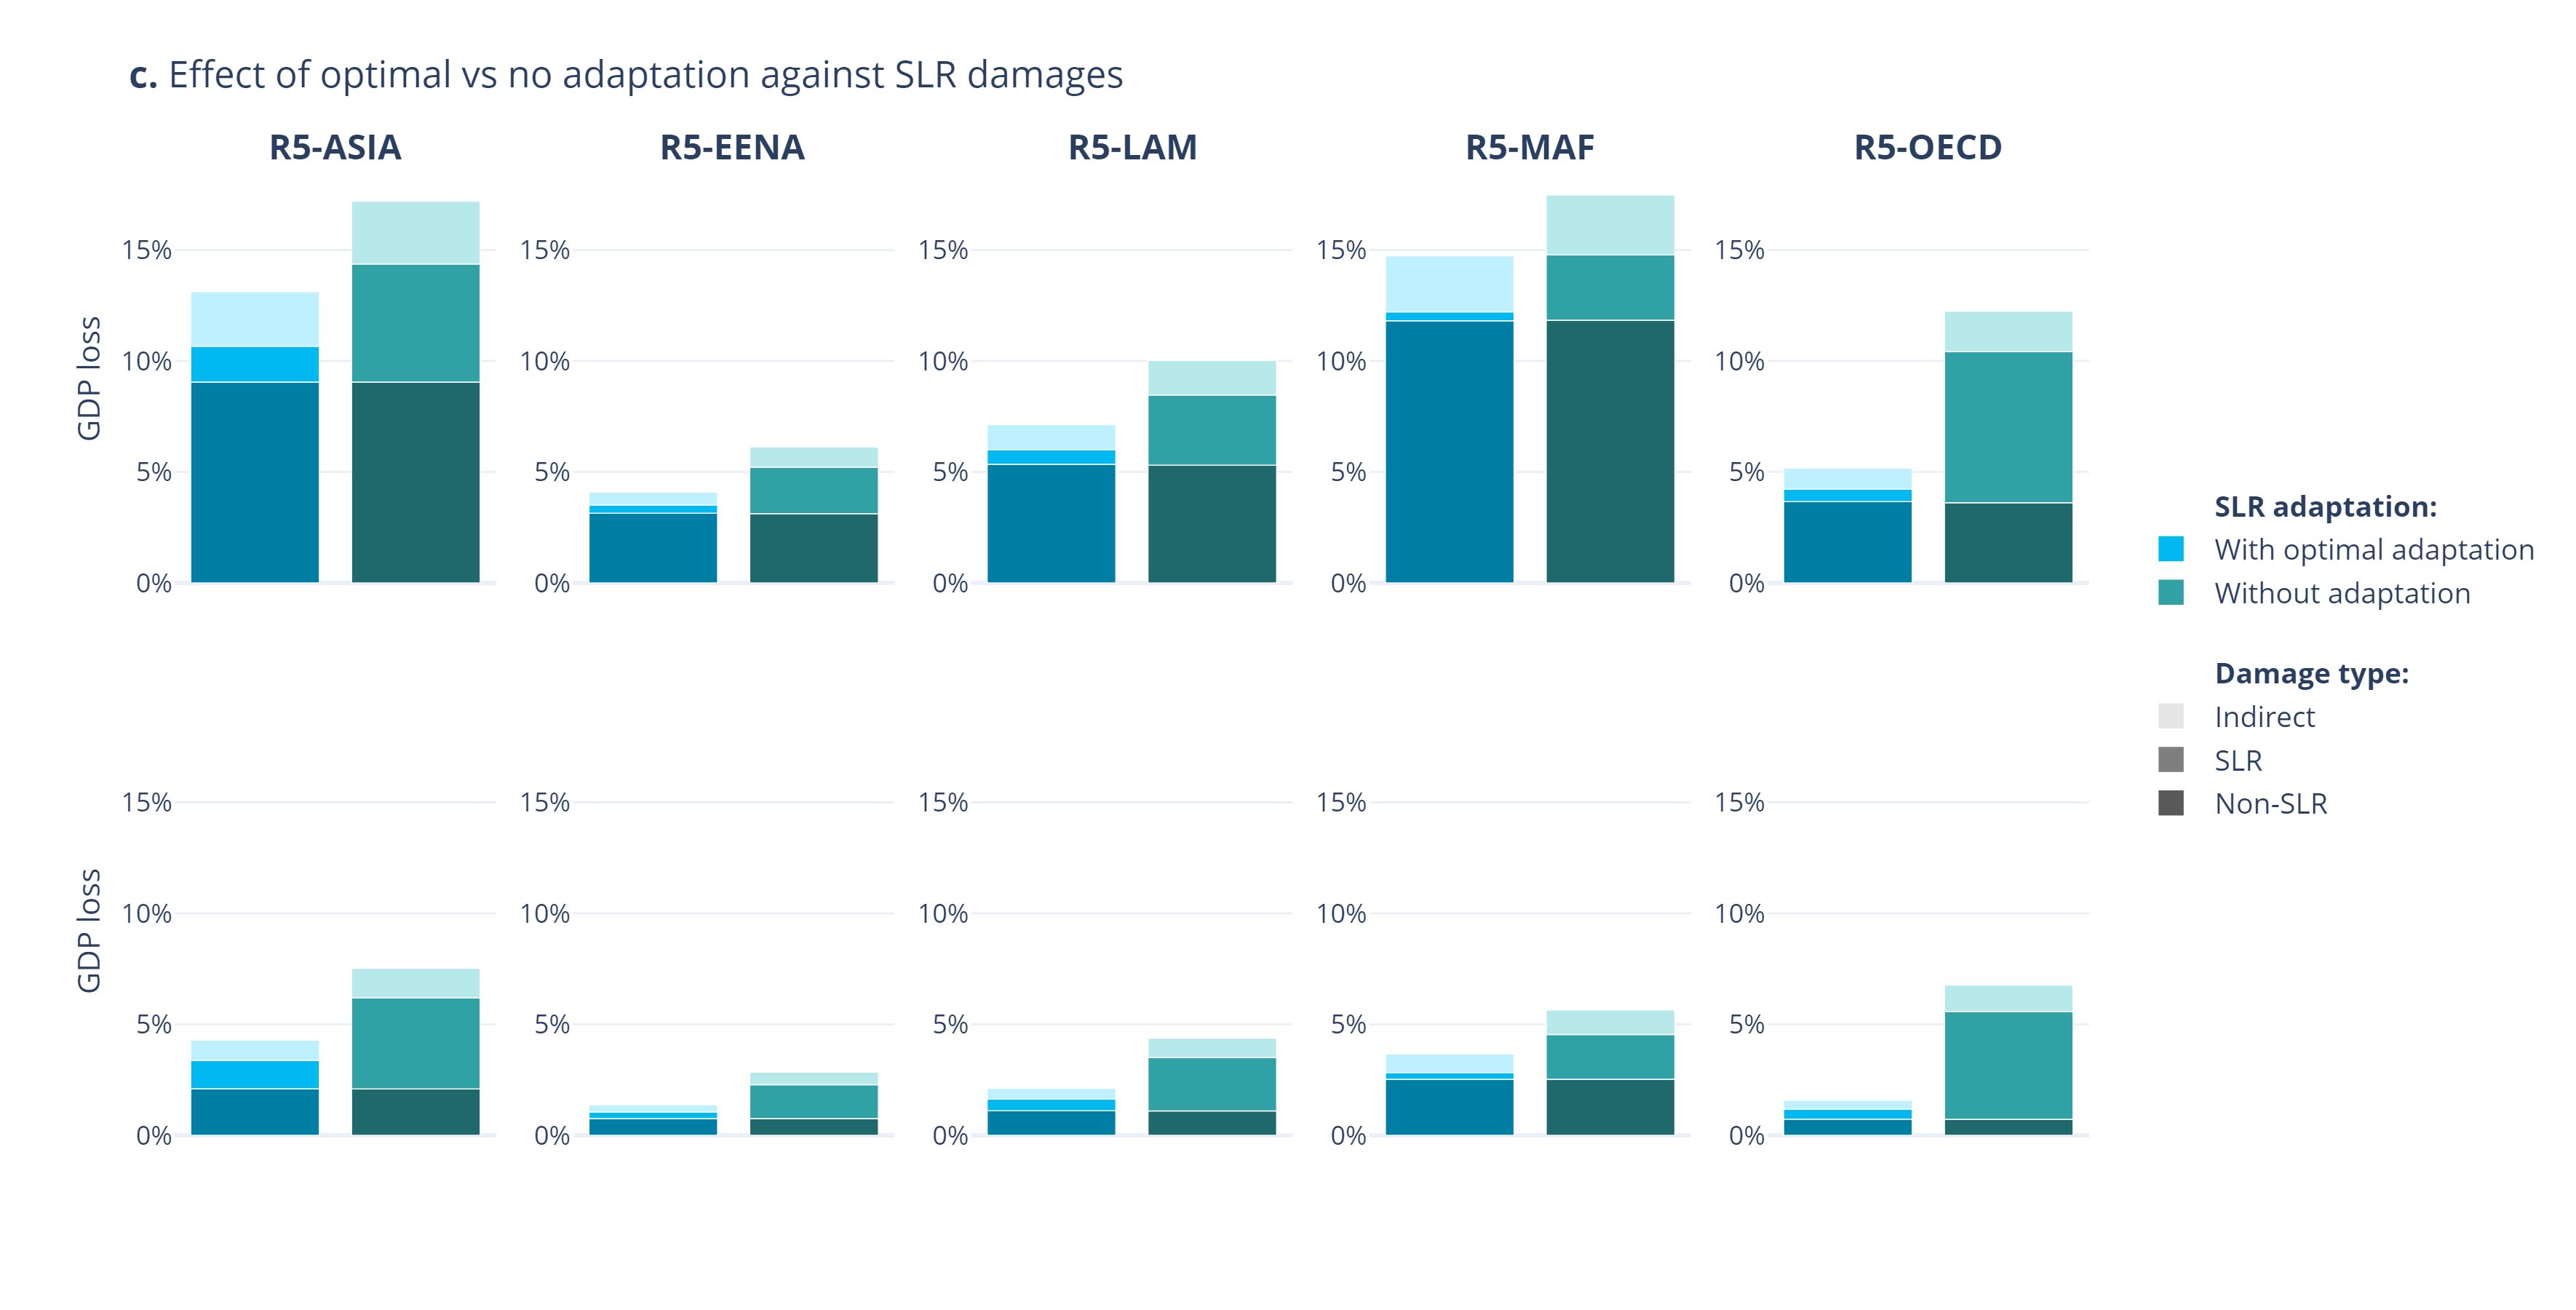 c. Effect of optimal vs no adaptation against SLR damages
R5-ASIA R5-EENA R5-LAM R5-MAF R5-OECD
15% 15% 15% 15% 15%
10% 10% 10% 10% 10%
5% 5% 5% 5% 5%
0% 0% 0% 0% 0%
GDP loss
15% 15% 15% 15% 15%
10% 10% 10% 10% 10%
5% 5% 5% 5% 5%
0% 0% 0% 0% 0%
GDP loss
SLR adaptation:
With optimal adaptation
Without adaptation
Damage type:
Indirect
SLR
Non-SLR